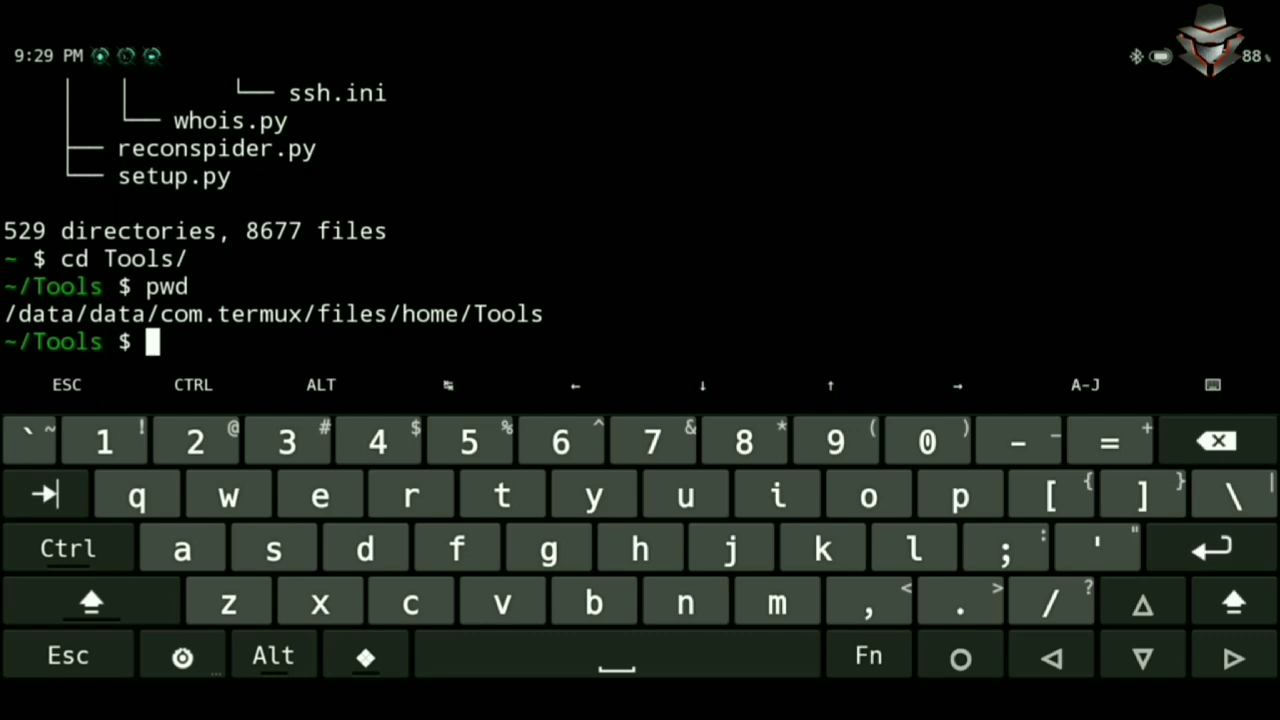 9:29 PM 88%
└── ssh.ini
└── whois.py
├── reconspider.py
└── setup.py
529 directories, 8677 files
~ $ cd Tools/
~/Tools $ pwd
/data/data/com.termux/files/home/Tools
~/Tools $
ESC CTRL ALT ↹ ← ↓ ↑ → A-J
` ~ 1 ! 2 @ 3 # 4 $ 5 % 6 ^ 7 & 8 * 9 ( 0 ) - _ = +
q w e r t y u i o p [ { ] } \ |
Ctrl a s d f g h j k l ; : ' "
z x c v b n m , < . > / ?
Esc Alt Fn